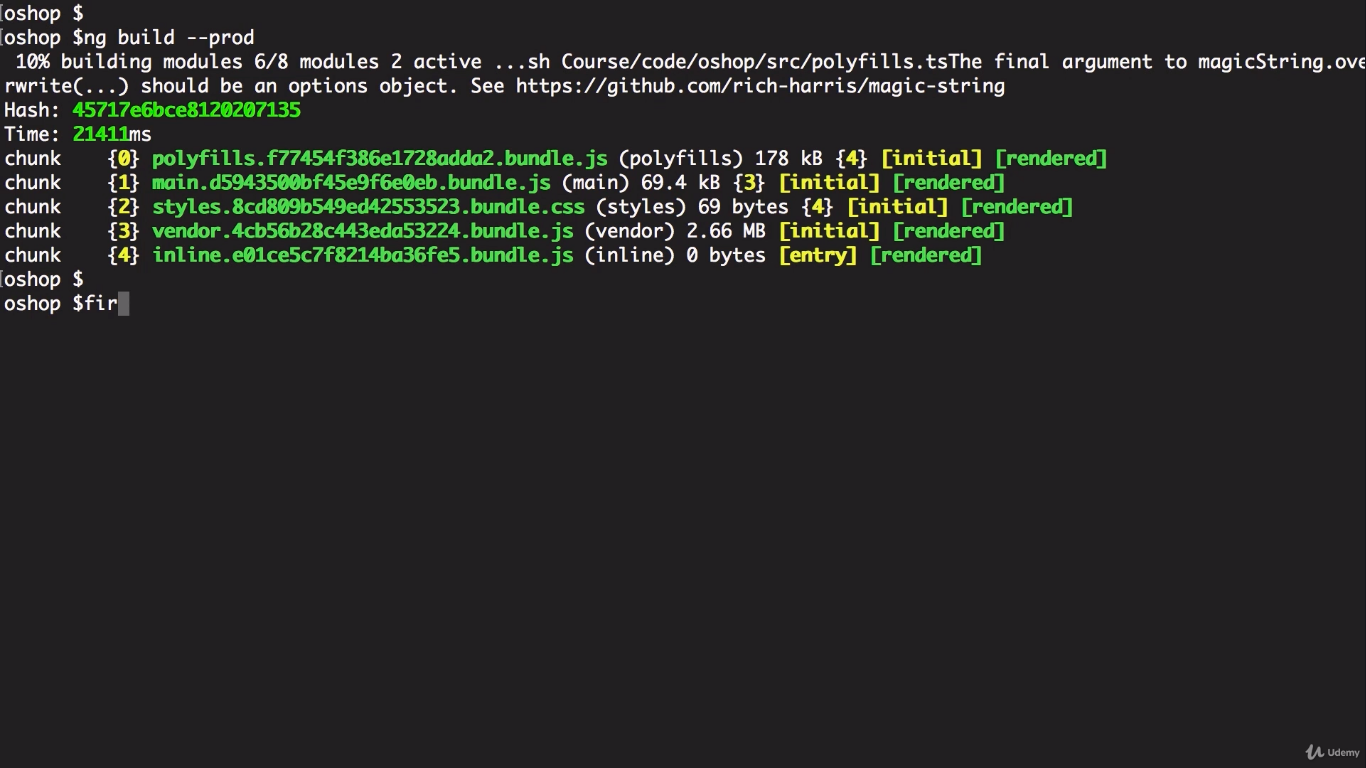 oshop $
oshop $ng build --prod
 10% building modules 6/8 modules 2 active ...sh Course/code/oshop/src/polyfills.tsThe final argument to magicString.ove
rwrite(...) should be an options object. See https://github.com/rich-harris/magic-string
Hash: 45717e6bce8120207135
Time: 21411ms
chunk    {0} polyfills.f77454f386e1728adda2.bundle.js (polyfills) 178 kB {4} [initial] [rendered]
chunk    {1} main.d5943500bf45e9f6e0eb.bundle.js (main) 69.4 kB {3} [initial] [rendered]
chunk    {2} styles.8cd809b549ed42553523.bundle.css (styles) 69 bytes {4} [initial] [rendered]
chunk    {3} vendor.4cb56b28c443eda53224.bundle.js (vendor) 2.66 MB [initial] [rendered]
chunk    {4} inline.e01ce5c7f8214ba36fe5.bundle.js (inline) 0 bytes [entry] [rendered]
oshop $
oshop $fir
Udemy